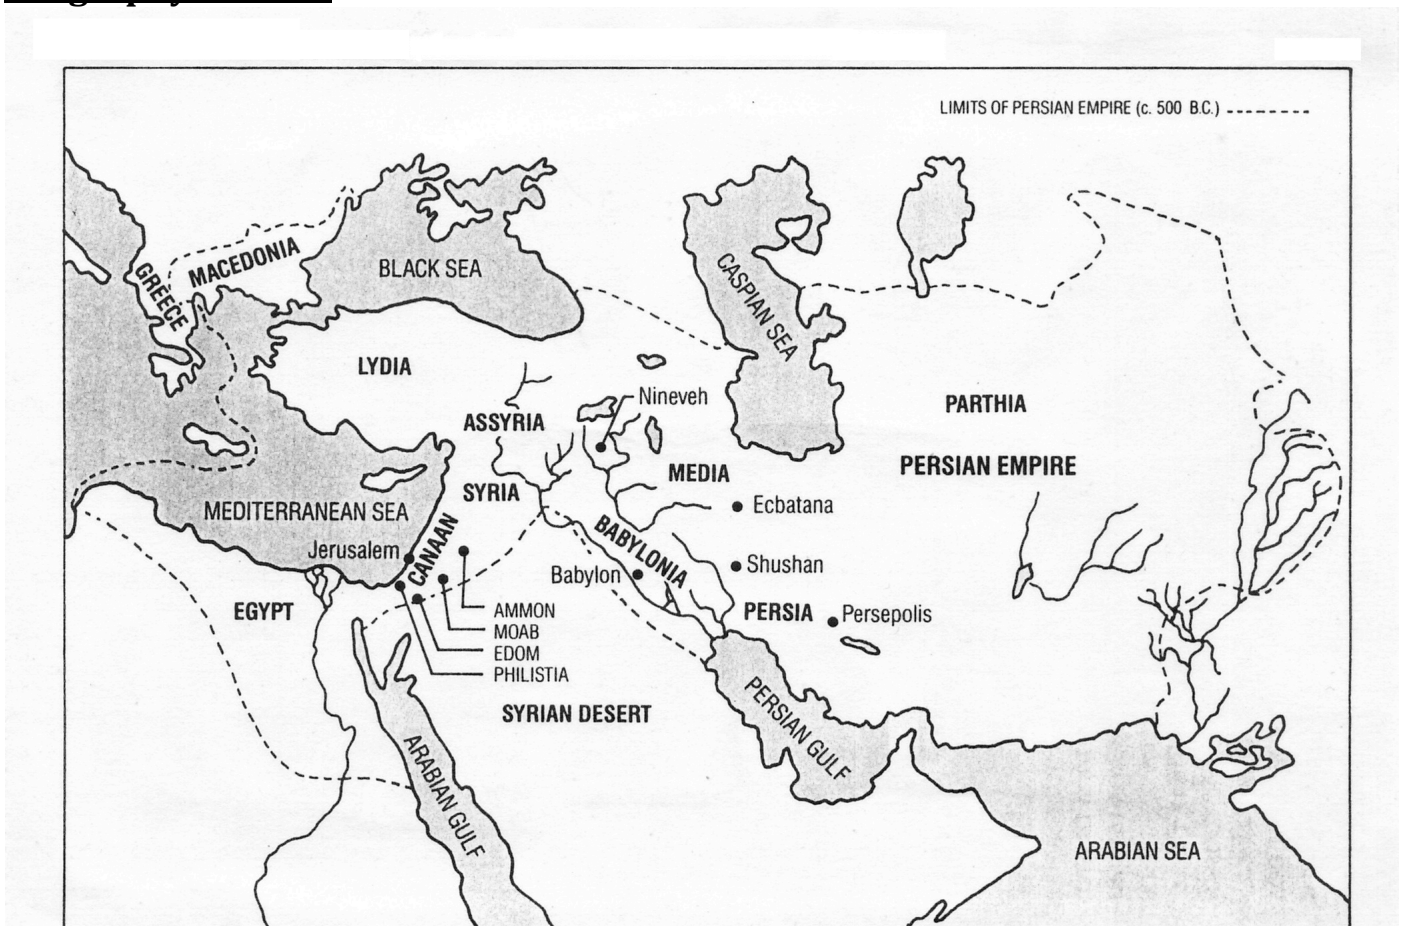 LIMITS OF PERSIAN EMPIRE (c. 500 B.C.)
MACEDONIA
GREECE
BLACK SEA
CASPIAN SEA
LYDIA
Nineveh
ASSYRIA
PARTHIA
MEDIA
PERSIAN EMPIRE
SYRIA
Ecbatana
MEDITERRANEAN SEA
CANAAN
BABYLONIA
Jerusalem
Babylon
Shushan
EGYPT
AMMON
PERSIA
Persepolis
MOAB
EDOM
PHILISTIA
SYRIAN DESERT
PERSIAN GULF
ARABIAN GULF
ARABIAN SEA